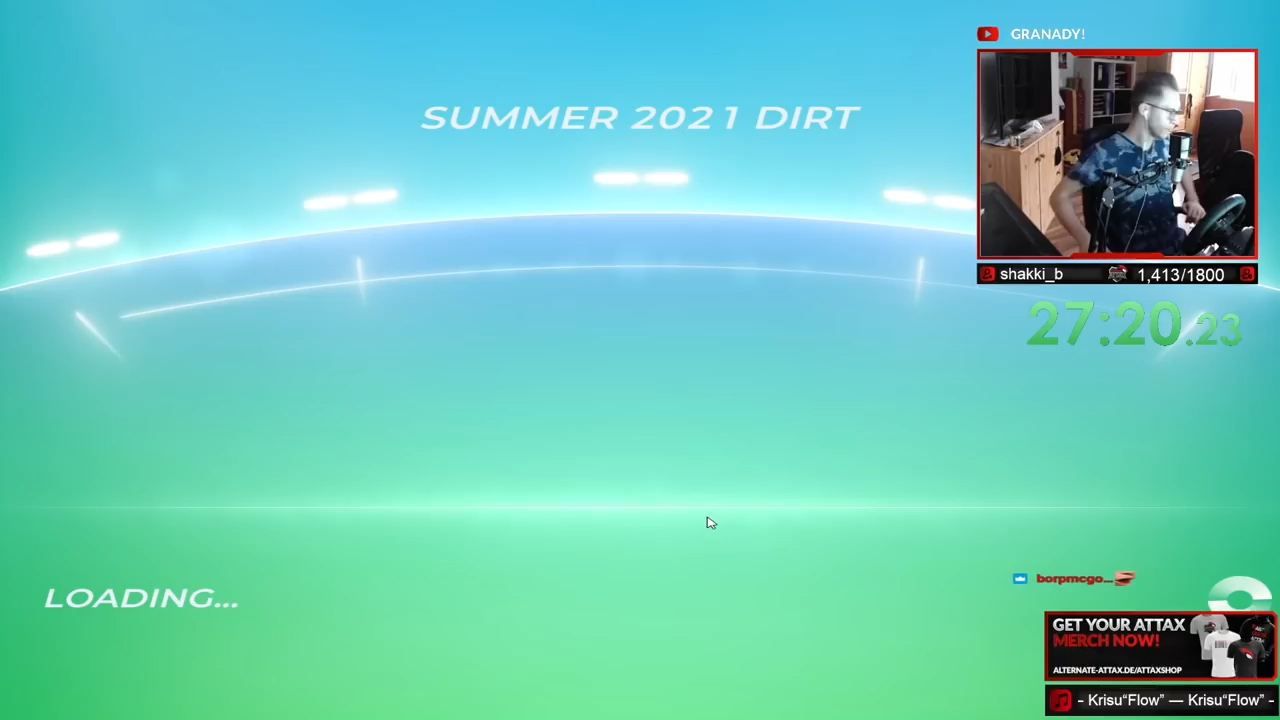 GRANADY!
SUMMER 2021 DIRT
shakki_b
1,413/1800
27:20.23
borpmcgo...
LOADING...
GET YOUR ATTAX
MERCH NOW!
ALTERNATE-ATTAX.DE/ATTAXSHOP
- Krisu“Flow” — Krisu“Flow” -